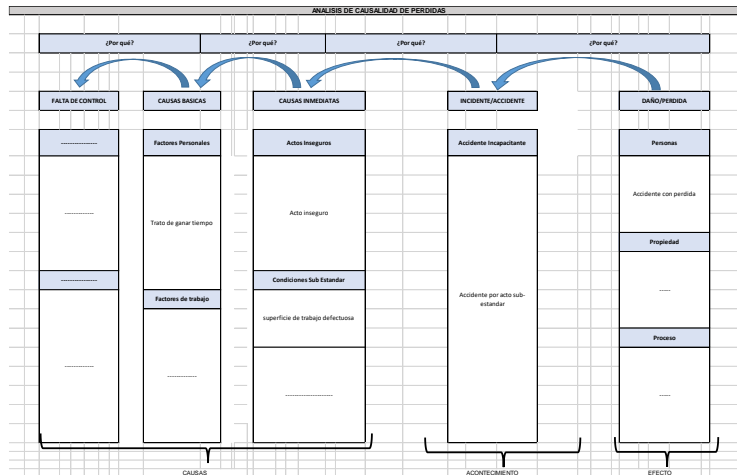 ANALISIS DE CAUSALIDAD DE PERDIDAS
¿Por qué? ¿Por qué? ¿Por qué? ¿Por qué?
FALTA DE CONTROL CAUSAS BASICAS CAUSAS INMEDIATAS INCIDENTE/ACCIDENTE DAÑO/PERDIDA
---------------- Factores Personales Actos Inseguros Accidente Incapacitante Personas
Accidente con perdida
-------------- Trato de ganar tiempo Acto inseguro
Propiedad
---------------- Condiciones Sub Estandar
Factores de trabajo Accidente por acto sub-
estandar
-----
superficie de trabajo defectuosa
Proceso
-------------- -------------- ---------------------- -----
CAUSAS ACONTECIMIENTO EFECTO